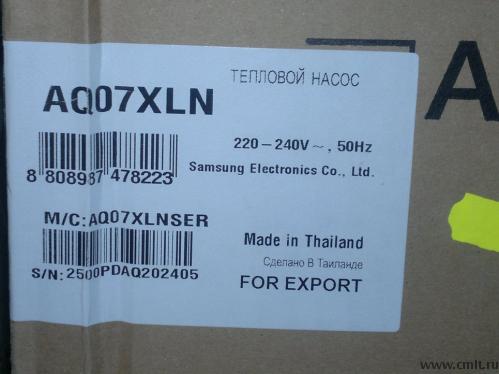 ТЕПЛОВОЙ НАСОС
AQ07XLN
220-240V~, 50Hz
8 808987 478223
Samsung Electronics Co., Ltd.
M/C:AQ07XLNSER
Made in Thailand
Сделано В Таиланде
S/N:2500PDAQ202405
FOR EXPORT
A
www.cmlt.ru